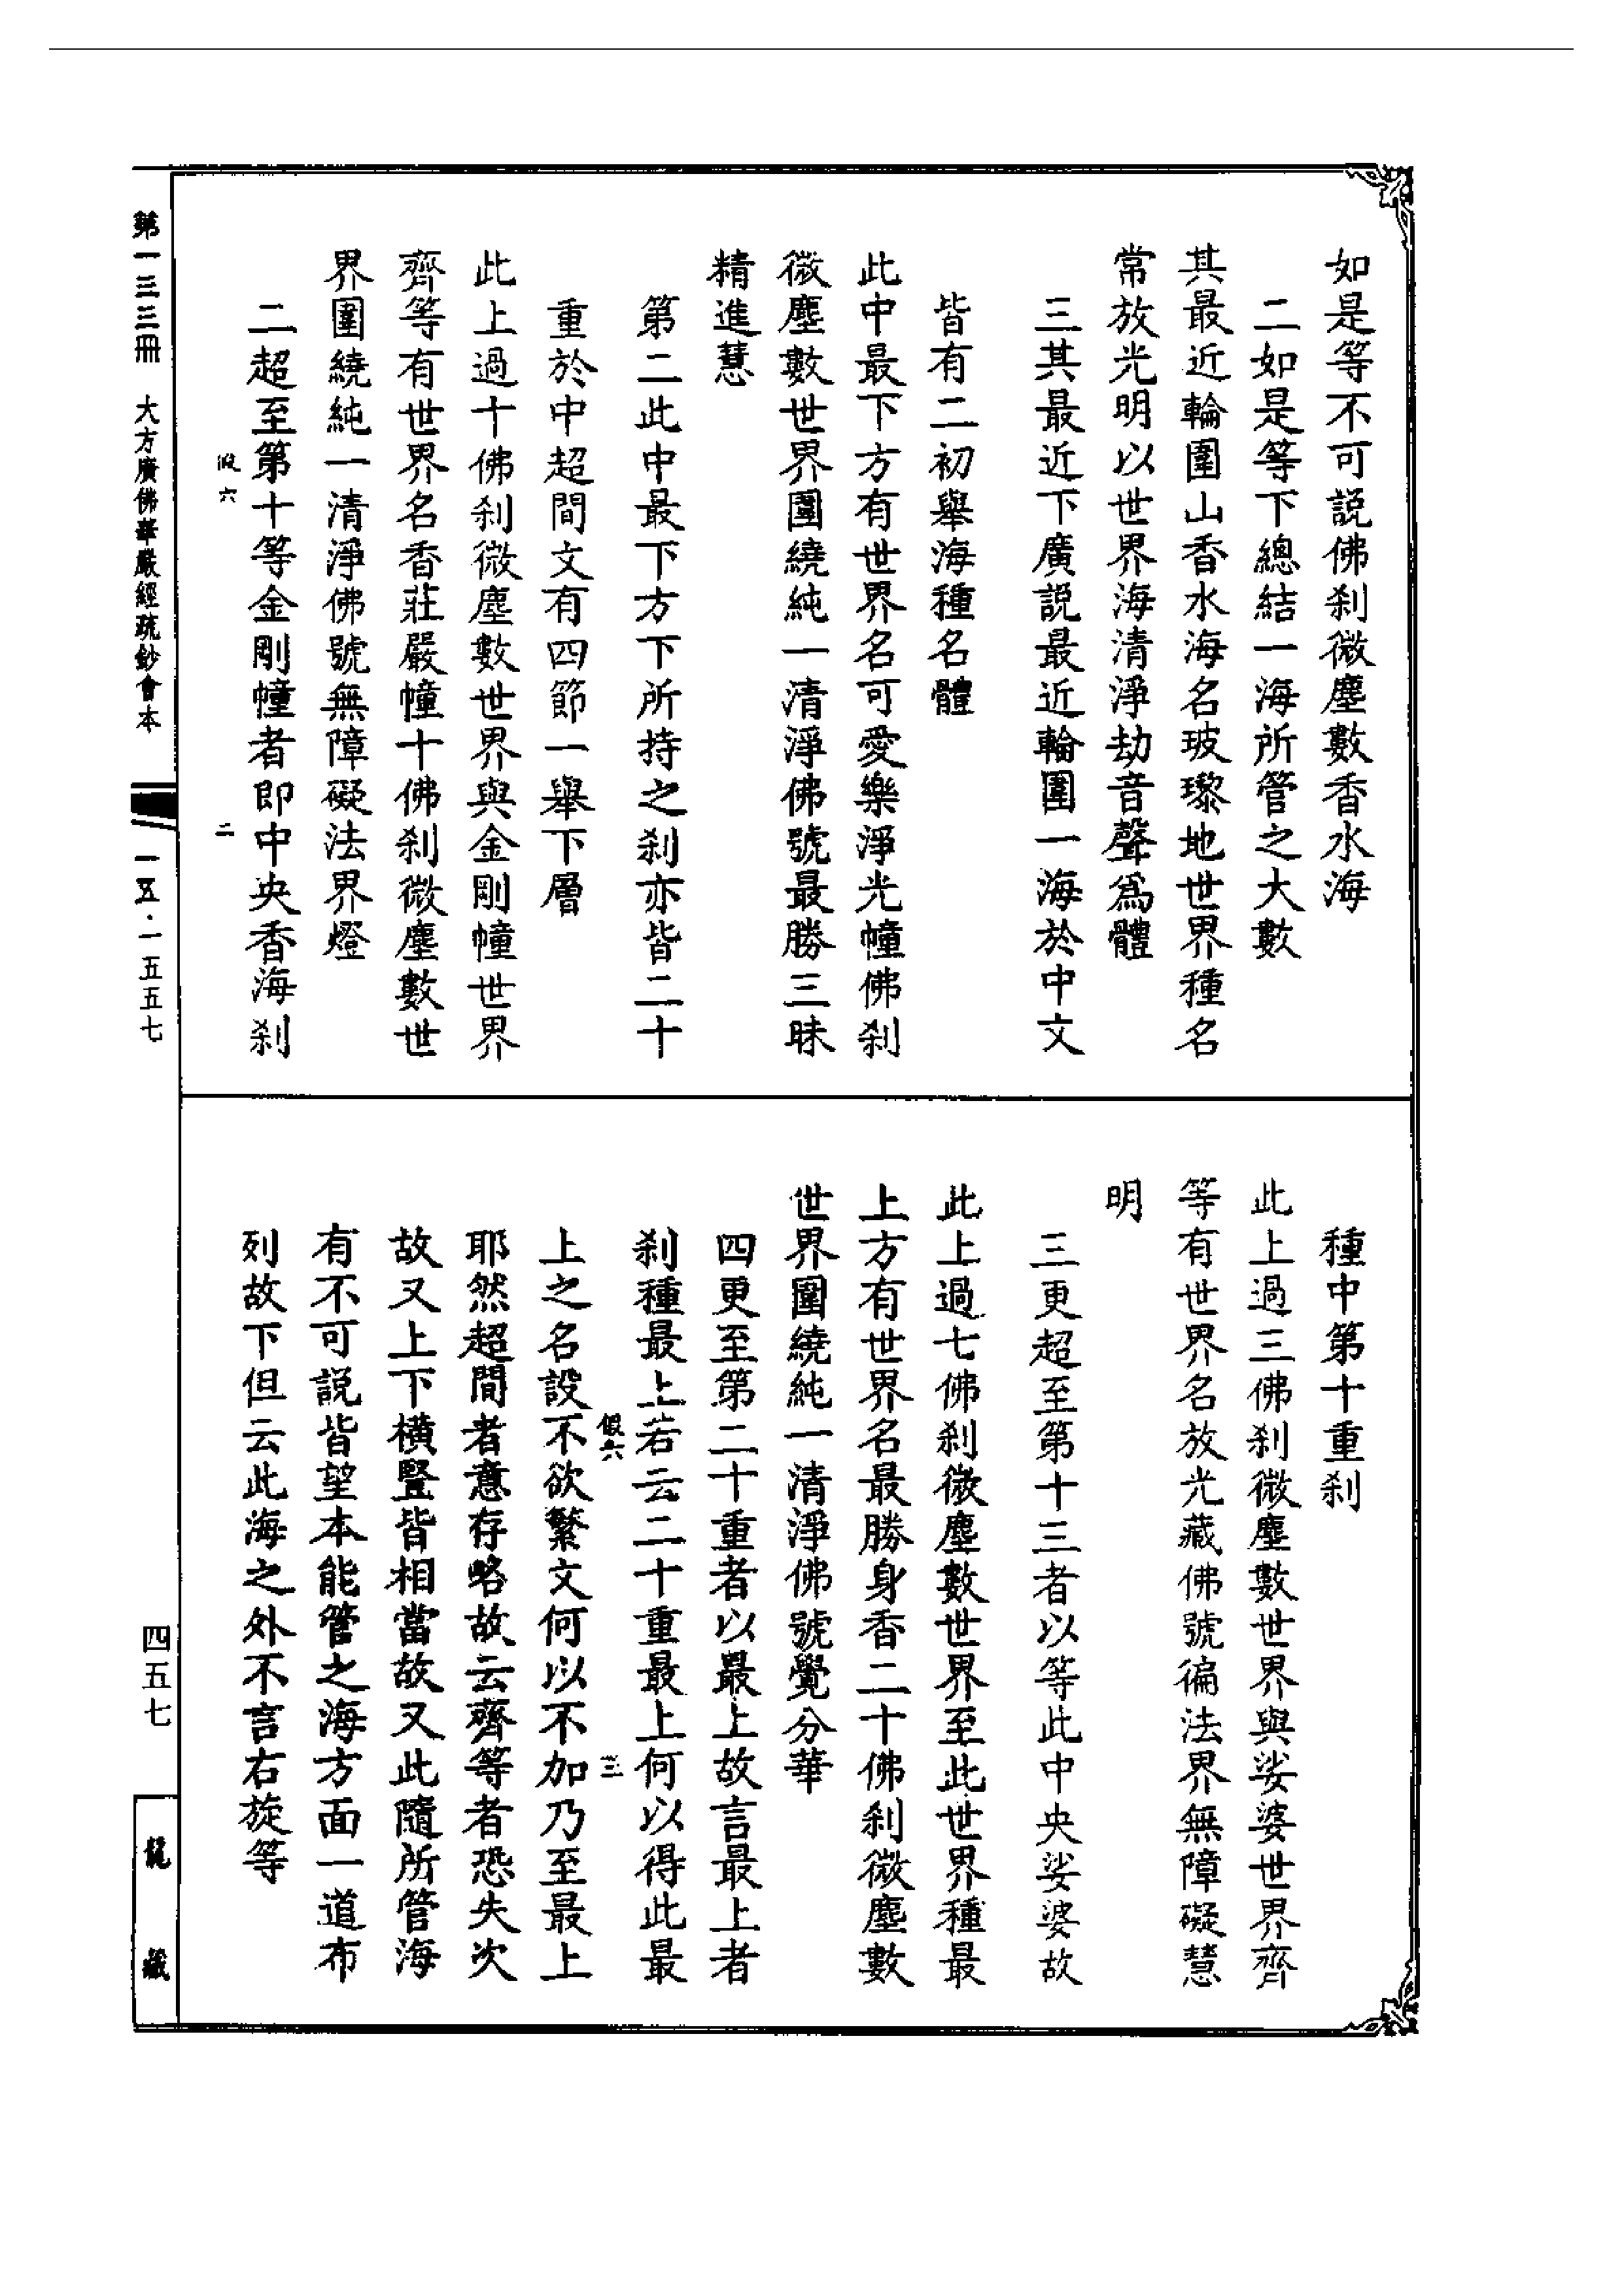 如是等不可説佛刹微塵數香水海
二如是等下總結一海所管之大數
其最近輪圍山香水海名玻瓈地世界種名
常放光明以世界海清淨劫音聲爲體
三其最近下廣説最近輪圍一海於中文
皆有二初舉海種名體
此中最下方有世界名可愛樂淨光幢佛刹
微塵數世界圍圍繞純一清淨佛號最勝三昧
精進慧
第二此中最下方下所持之刹亦皆二十
重於中超間文有四節一舉下層
此上過十佛刹微塵數世界與金剛幢世界
齊等有世界名香莊嚴幢十佛刹微塵數世
界圍繞純一清淨佛號無障礙法界燈
二超至第十等金剛幢者即中央香海刹
假六
二
種中第十重刹
此上過三佛刹微塵數世界與娑婆世界齊
等有世界名放光藏佛號徧法界無障礙慧
明
三更超至第十三者以等此中央娑婆故
此上過七佛刹微塵數世界至此世界種最
上方有世界名最勝身香二十佛刹微塵數
世界圍繞純一清淨佛號覺分華
四更至第二十重者以最上故言最上者
刹種最上若云二十重最上何以得此最
假六
三
上之名設不欲繁文何以不加乃至最上
耶然超間者意存略故云齊等者恐失次
故又上下橫豎皆相當故又此隨所管海
有不可説皆望本能管之海方面一道布
列故下但云此海之外不言右旋等
第一三三冊 大方廣佛華嚴經疏鈔會本
一五·一五五七
四五七
龍藏